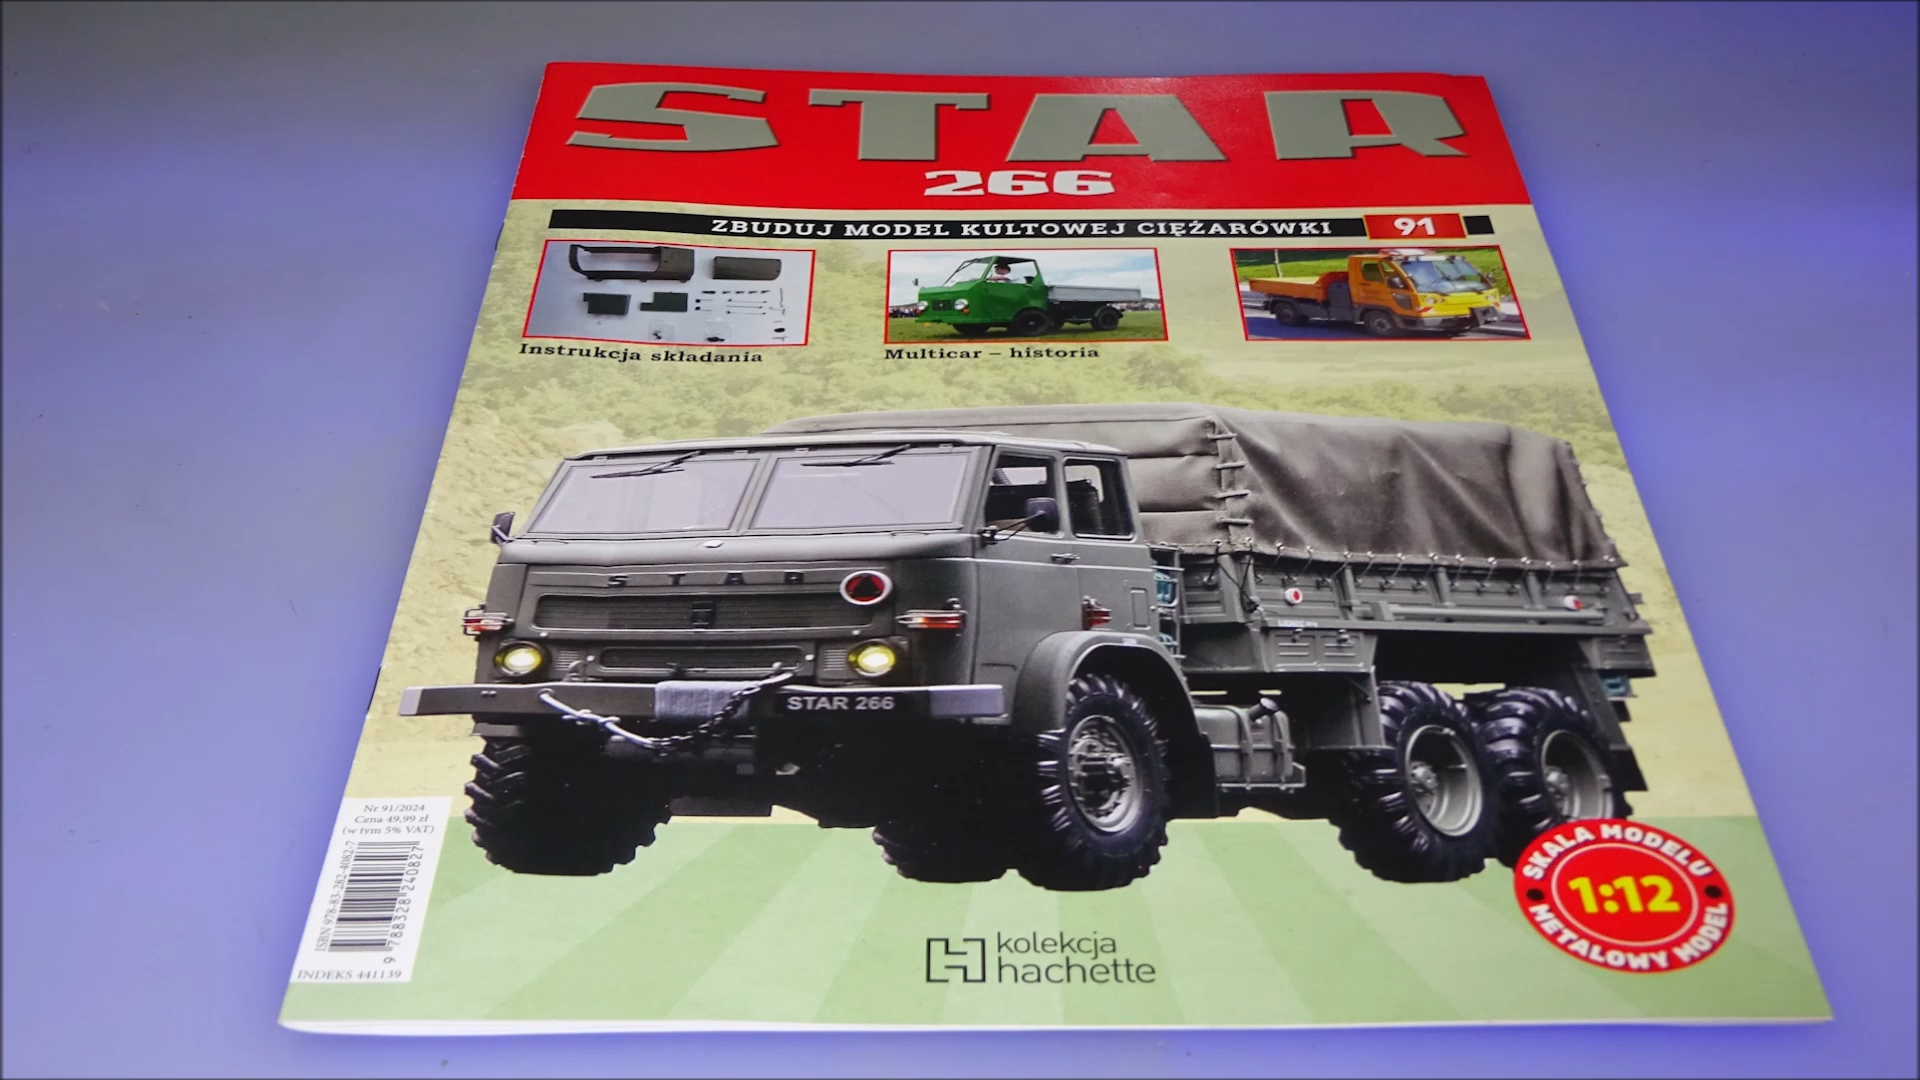 STAR
266
ZBUDUJ MODEL KULTOWEJ CIĘŻARÓWKI 91
Instrukcja składania
Multicar – historia
STAR
STAR 266
Nr 91/2024
Cena 49,99 zł
(w tym 5% VAT)
ISBN 978-83-282-4082-7
9 788328 240827
INDEKS 441139
kolekcja
hachette
SKALA MODELU
1:12
METALOWY MODEL